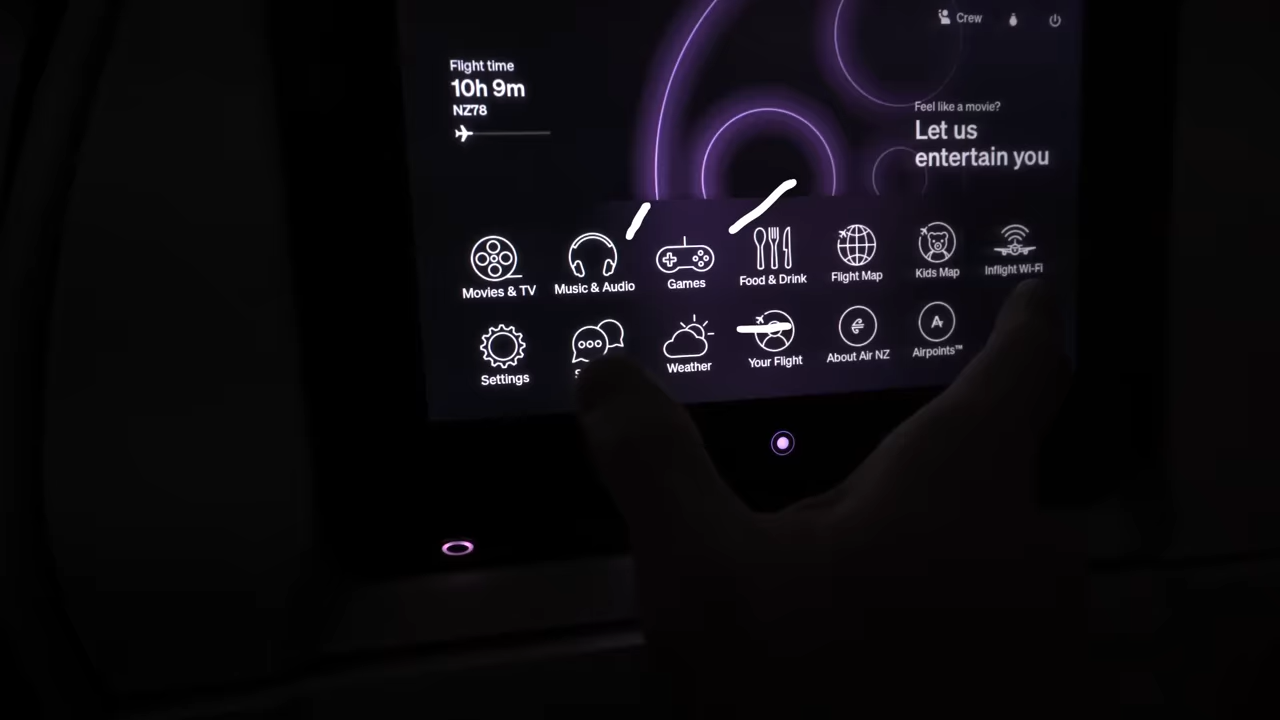 Crew
Flight time
10h 9m
NZ78
Feel like a movie?
Let us
entertain you
Movies & TV
Music & Audio
Games
Food & Drink
Flight Map
Kids Map
Inflight Wi-Fi
Settings
Weather
Your Flight
About Air NZ
Airpoints™